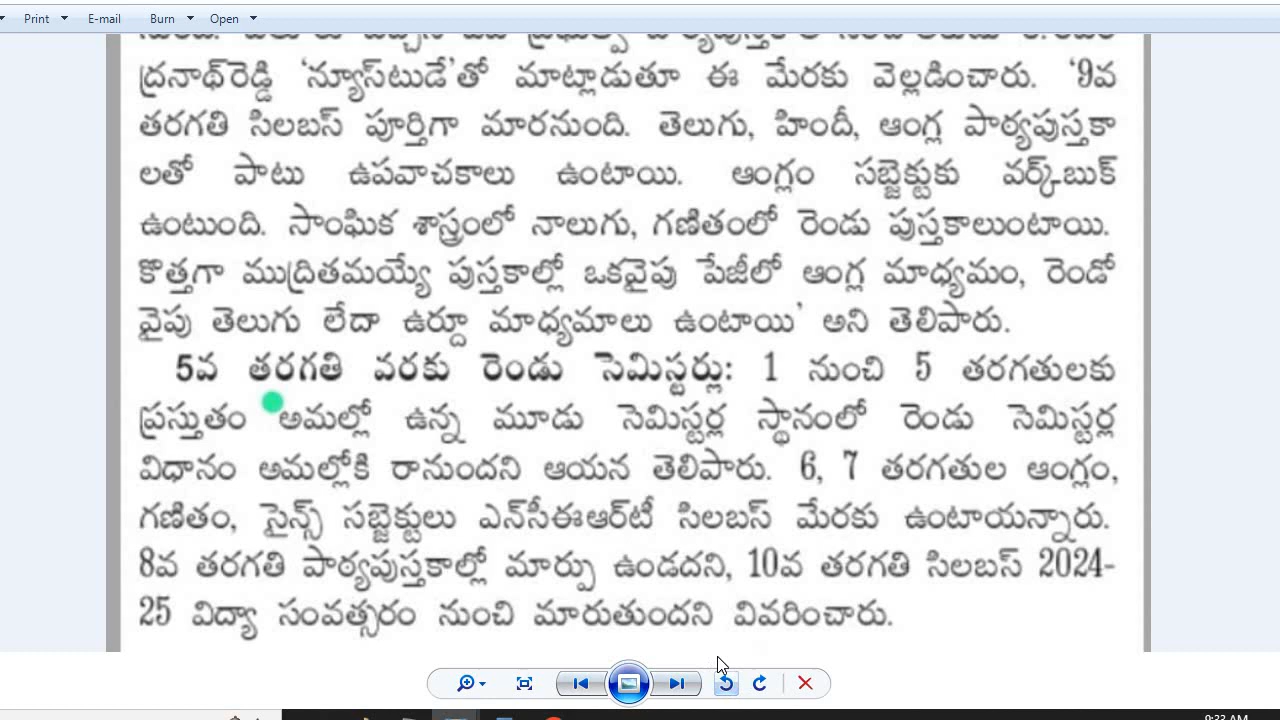 Print E-mail Burn Open
ద్రనాథ్‌రెడ్డి ‘న్యూస్‌టుడే’తో మాట్లాడుతూ ఈ మేరకు వెల్లడించారు. ‘9వ
తరగతి సిలబస్ పూర్తిగా మారనుంది. తెలుగు, హిందీ, ఆంగ్ల పాఠ్యపుస్తకా
లతో పాటు ఉపవాచకాలు ఉంటాయి. ఆంగ్లం సబ్జెక్టుకు వర్క్‌బుక్
ఉంటుంది. సాంఘిక శాస్త్రంలో నాలుగు, గణితంలో రెండు పుస్తకాలుంటాయి.
కొత్తగా ముద్రితమయ్యే పుస్తకాల్లో ఒకవైపు పేజీలో ఆంగ్ల మాధ్యమం, రెండో
వైపు తెలుగు లేదా ఉర్దూ మాధ్యమాలు ఉంటాయి’ అని తెలిపారు.
5వ తరగతి వరకు రెండు సెమిస్టర్లు: 1 నుంచి 5 తరగతులకు
ప్రస్తుతం అమల్లో ఉన్న మూడు సెమిస్టర్ల స్థానంలో రెండు సెమిస్టర్ల
విధానం అమల్లోకి రానుందని ఆయన తెలిపారు. 6, 7 తరగతుల ఆంగ్లం,
గణితం, సైన్స్ సబ్జెక్టులు ఎన్‌సీఈఆర్‌టీ సిలబస్ మేరకు ఉంటాయన్నారు.
8వ తరగతి పాఠ్యపుస్తకాల్లో మార్పు ఉండదని, 10వ తరగతి సిలబస్ 2024-
25 విద్యా సంవత్సరం నుంచి మారుతుందని వివరించారు.